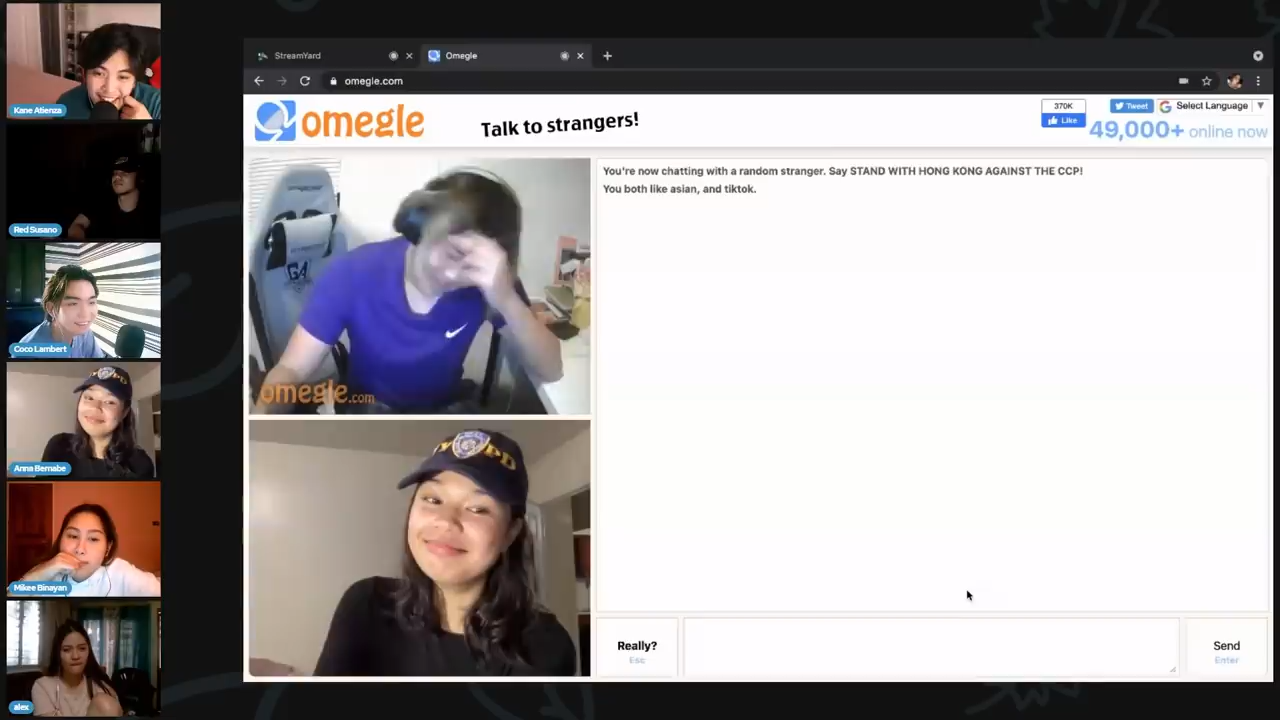 Kane Atienza
Red Susano
Coco Lambert
Anna Bernabe
Mikee Binayan
alex
StreamYard
Omegle
omegle.com
omegle
Talk to strangers!
370K
Like
Tweet
Select Language
49,000+ online now
omegle.com
You're now chatting with a random stranger. Say STAND WITH HONG KONG AGAINST THE CCP!
You both like asian, and tiktok.
NYPD
Really?
Esc
Send
Enter